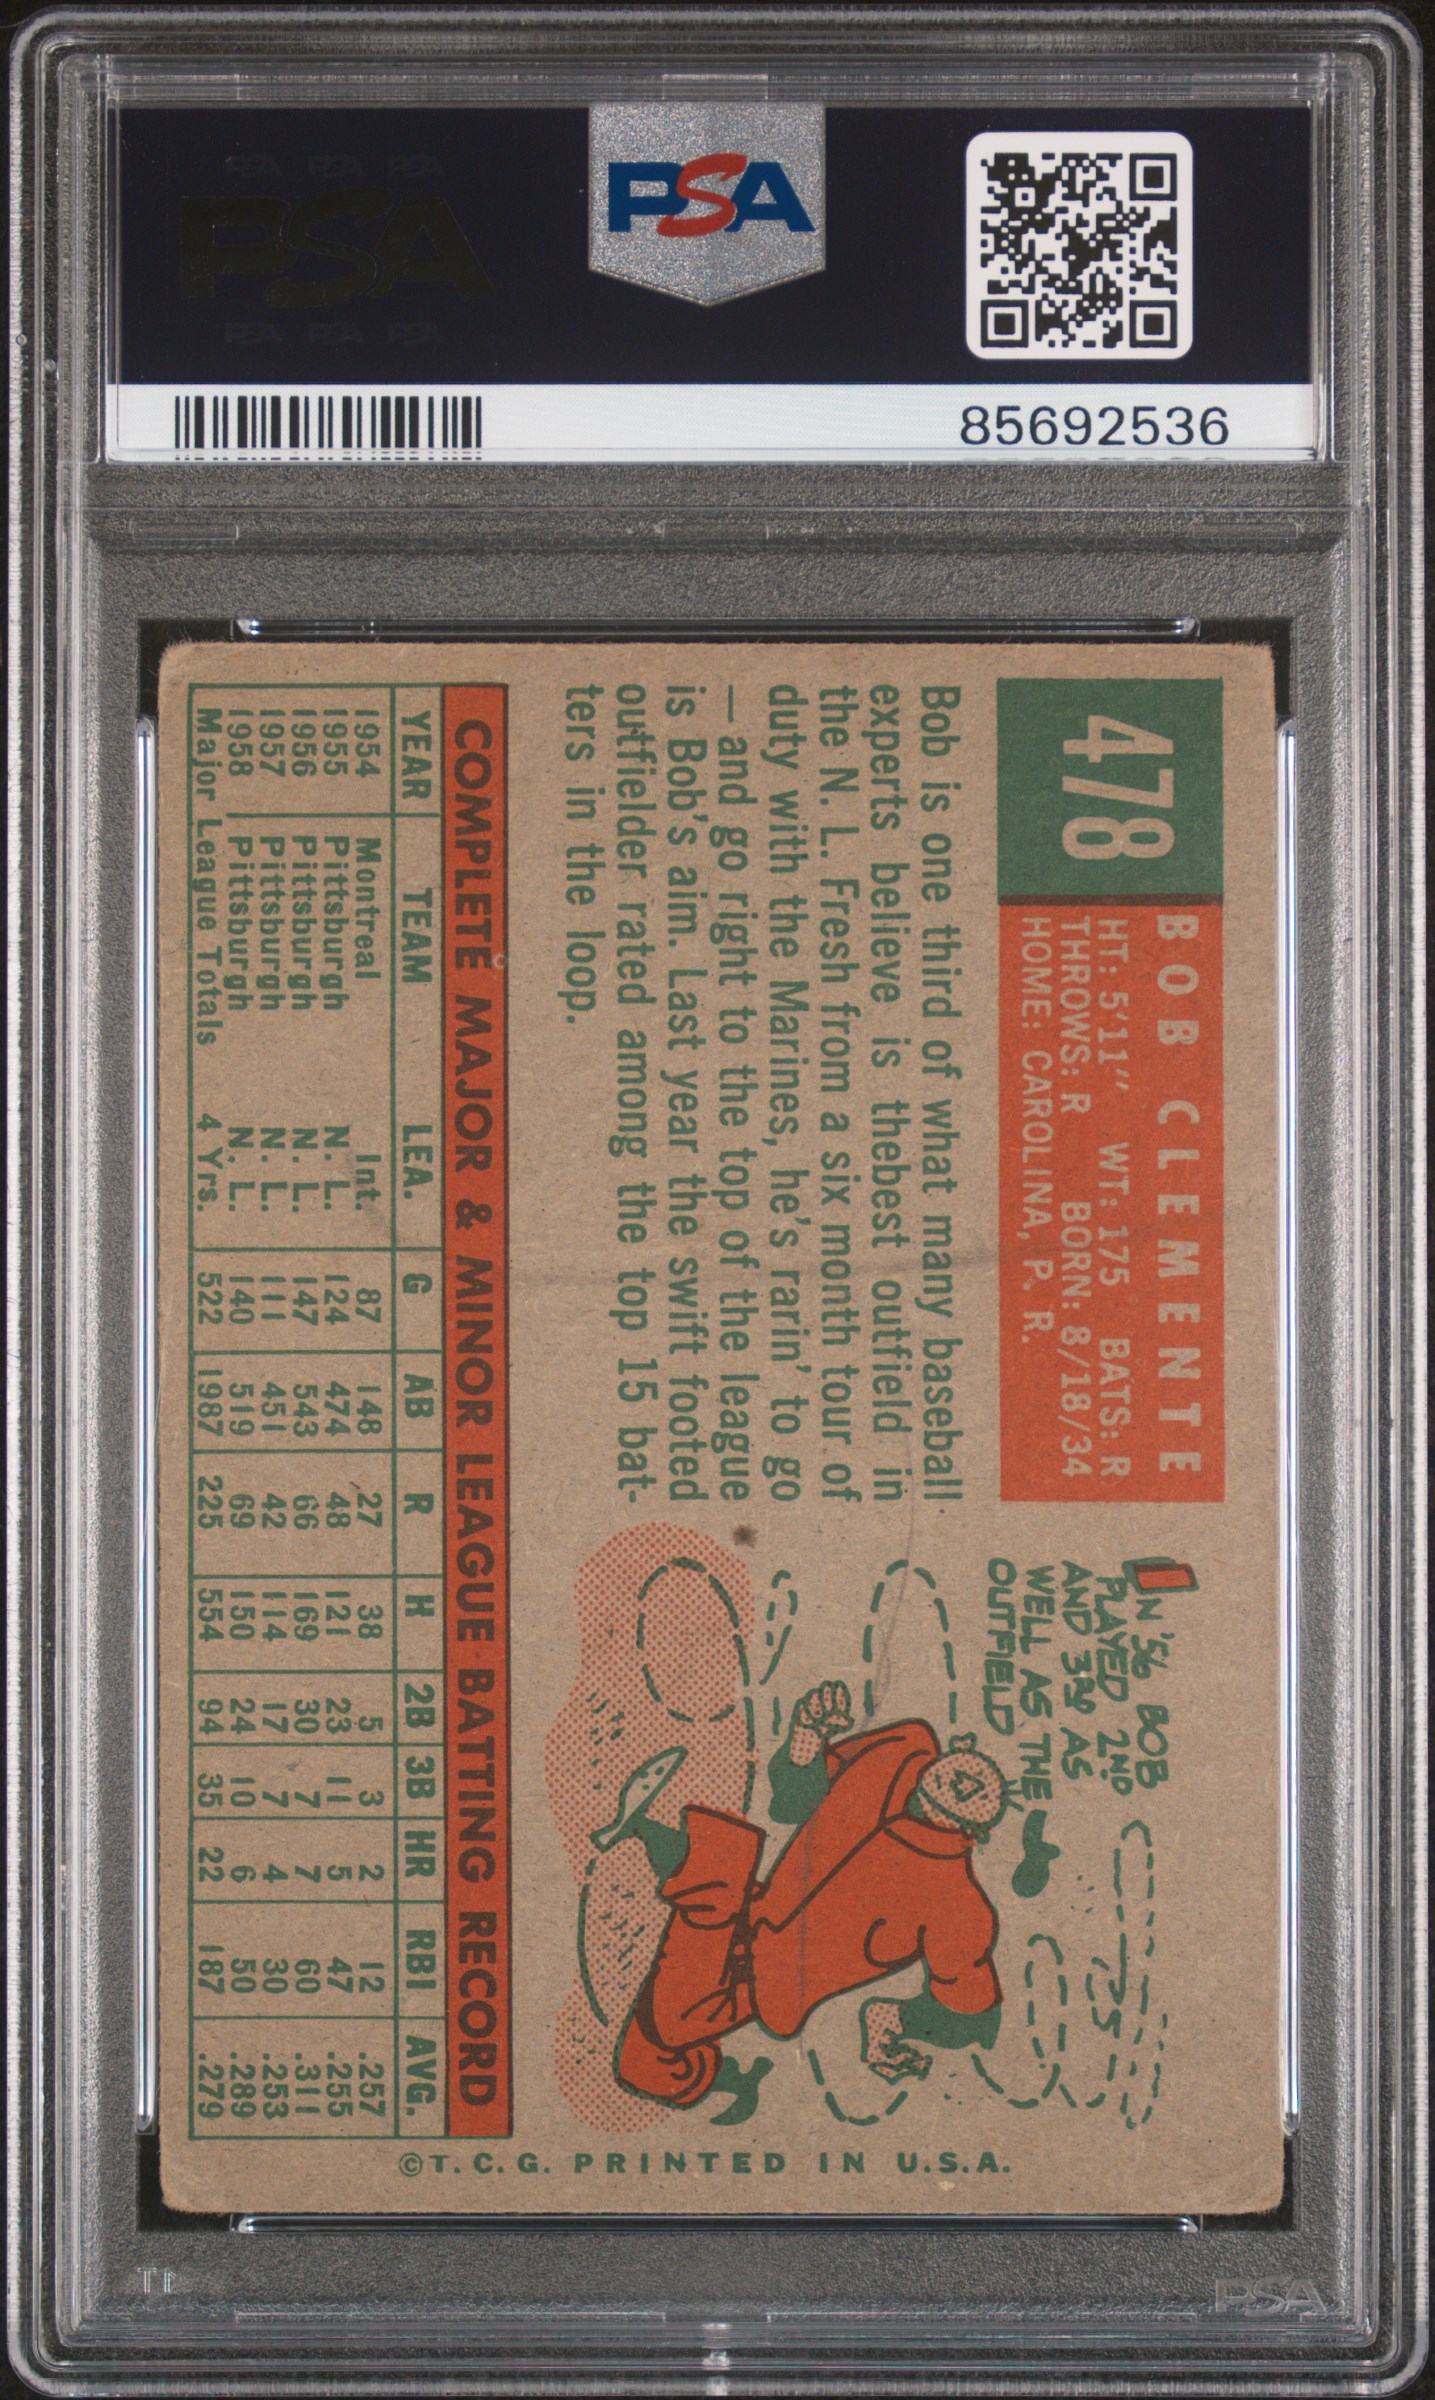 PSA PSA PSA
PSA
PSA PSA PSA
PSA
85692536
478
BOB CLEMENTE
HT: 5'11" WT: 175 BATS: R
THROWS: R BORN: 8/18/34
HOME: CAROLINA, P. R.
Bob is one third of what many baseball
experts believe is thebest outfield in
the N. L. Fresh from a six month tour of
duty with the Marines, he's rarin' to go
—and go right to the top of the league
is Bob's aim. Last year the swift footed
outfielder rated among the top 15 bat-
ters in the loop.
IN '56 BOB
PLAYED 2ND
AND 3RD AS
WELL AS THE
OUTFIELD
COMPLETE MAJOR & MINOR LEAGUE BATTING RECORD
YEAR TEAM LEA. G AB R H 2B 3B HR RBI AVG.
1954 Montreal Int. 87 148 27 38 5 3 2 12 .257
1955 Pittsburgh N. L. 124 474 48 121 23 11 5 47 .255
1956 Pittsburgh N. L. 147 543 66 169 30 7 7 60 .311
1957 Pittsburgh N. L. 111 451 42 114 17 7 4 30 .253
1958 Pittsburgh N. L. 140 519 69 150 24 10 6 50 .289
Major League Totals 4 Yrs. 522 1987 225 554 94 35 22 187 .279
©T. C. G. PRINTED IN U.S.A.
PSA